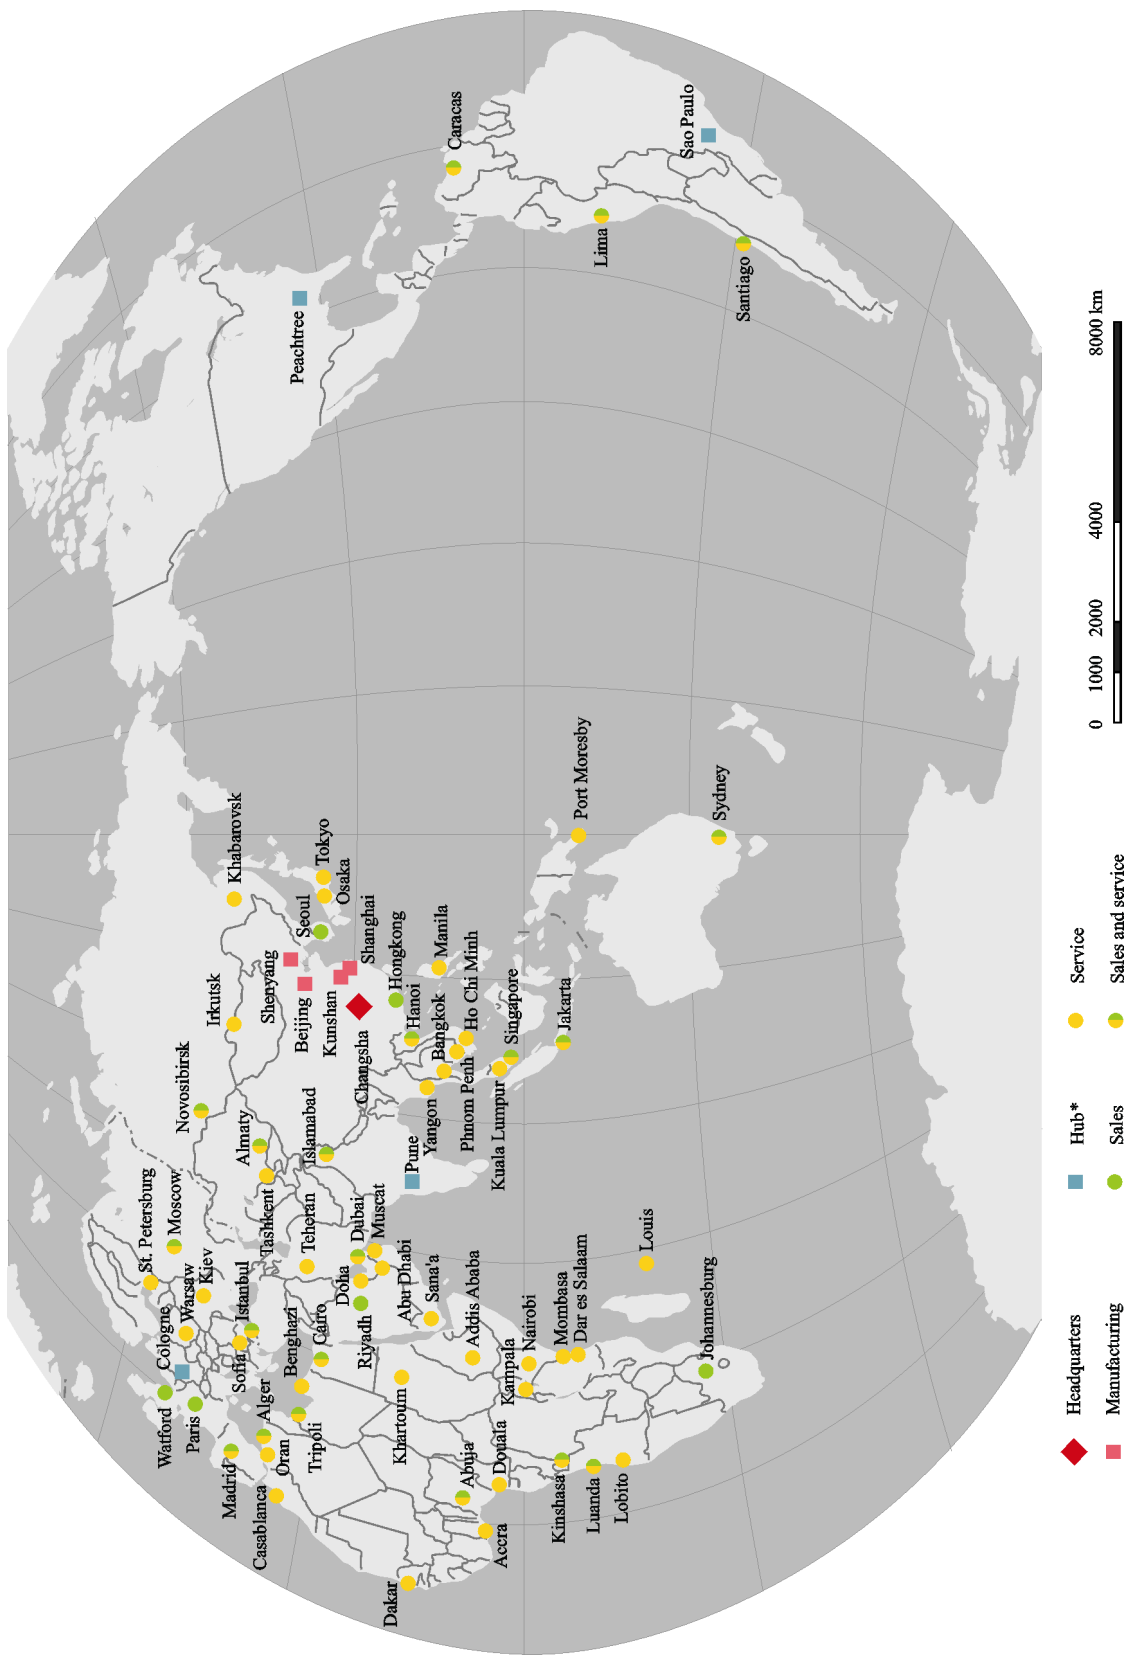 Caracas
Sao Paulo
Lima
Santiago
Peachtree
Port Moresby
Sydney
Khabarovsk
Tokyo
Osaka
Seoul
Shanghai
Shenyang
Hongkong
Manila
Irkutsk
Beijing
Kunshan
Changsha
Hanoi
Bangkok
Ho Chi Minh
Singapore
Jakarta
Novosibirsk
Almaty
Islamabad
Pune
Yangon
Phnom Penh
Kuala Lumpur
St. Petersburg
Moscow
Tashkent
Teheran
Dubai
Muscat
Louis
Cologne
Warsaw
Kiev
Istanbul
Sofia
Benghazi
Cairo
Doha
Riyadh
Abu Dhabi
Sana'a
Addis Ababa
Nairobi
Kampala
Mombasa
Dar es Salaam
Johannesburg
Watford
Paris
Madrid
Casablanca
Alger
Oran
Tripoli
Khartoum
Abuja
Douala
Kinshasa
Luanda
Lobito
Accra
Dakar
Headquarters
Manufacturing
Hub*
Sales
Service
Sales and service
0 1000 2000 4000 8000 km